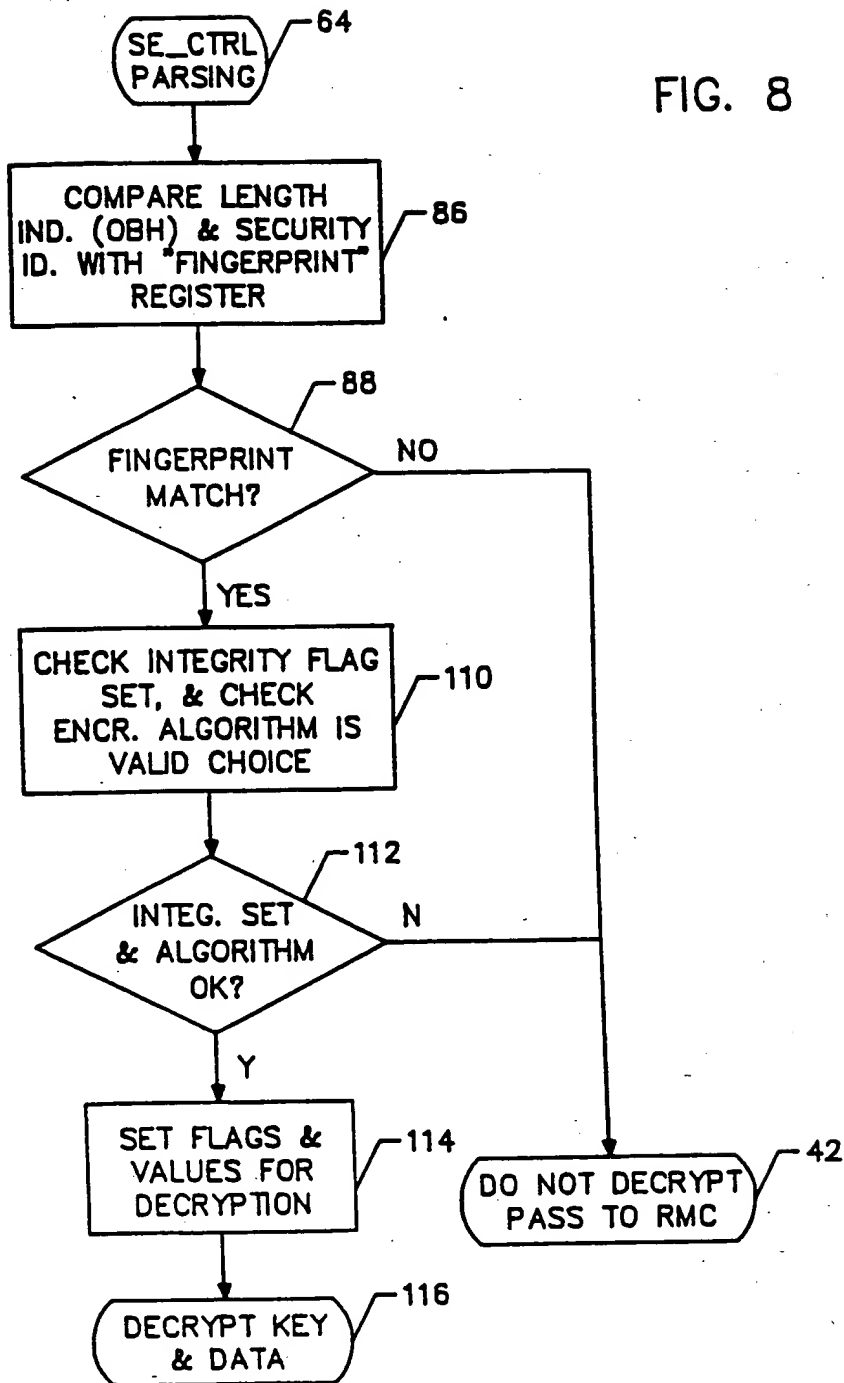 FIG. 8
SE_CTRL
PARSING
64
COMPARE LENGTH
IND. (OBH) & SECURITY
ID. WITH "FINGERPRINT"
REGISTER
86
88
FINGERPRINT
MATCH?
NO
YES
CHECK INTEGRITY FLAG
SET, & CHECK
ENCR. ALGORITHM IS
VALID CHOICE
110
112
INTEG. SET
& ALGORITHM
OK?
N
Y
SET FLAGS &
VALUES FOR
DECRYPTION
114
DO NOT DECRYPT
PASS TO RMC
42
DECRYPT KEY
& DATA
116